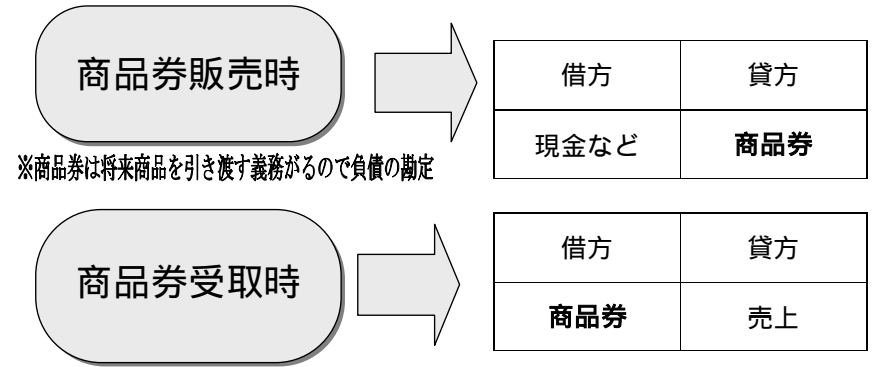 商品券販売時
借方 貸方
現金など 商品券
※商品券は将来商品を引き渡す義務がるので負債の勘定
商品券受取時
借方 貸方
商品券 売上